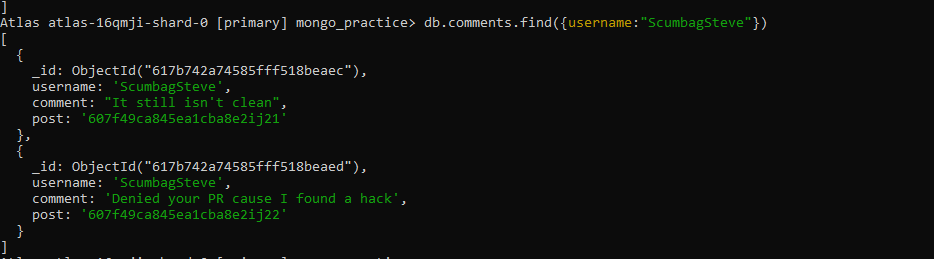 ]
Atlas atlas-16qmji-shard-0 [primary] mongo_practice> db.comments.find({username:"ScumbagSteve"})
[
  {
    _id: ObjectId("617b742a74585fff518beaec"),
    username: 'ScumbagSteve',
    comment: "It still isn't clean",
    post: '607f49ca845ea1cba8e2ij21'
  },
  {
    _id: ObjectId("617b742a74585fff518beaed"),
    username: 'ScumbagSteve',
    comment: 'Denied your PR cause I found a hack',
    post: '607f49ca845ea1cba8e2ij22'
  }
]